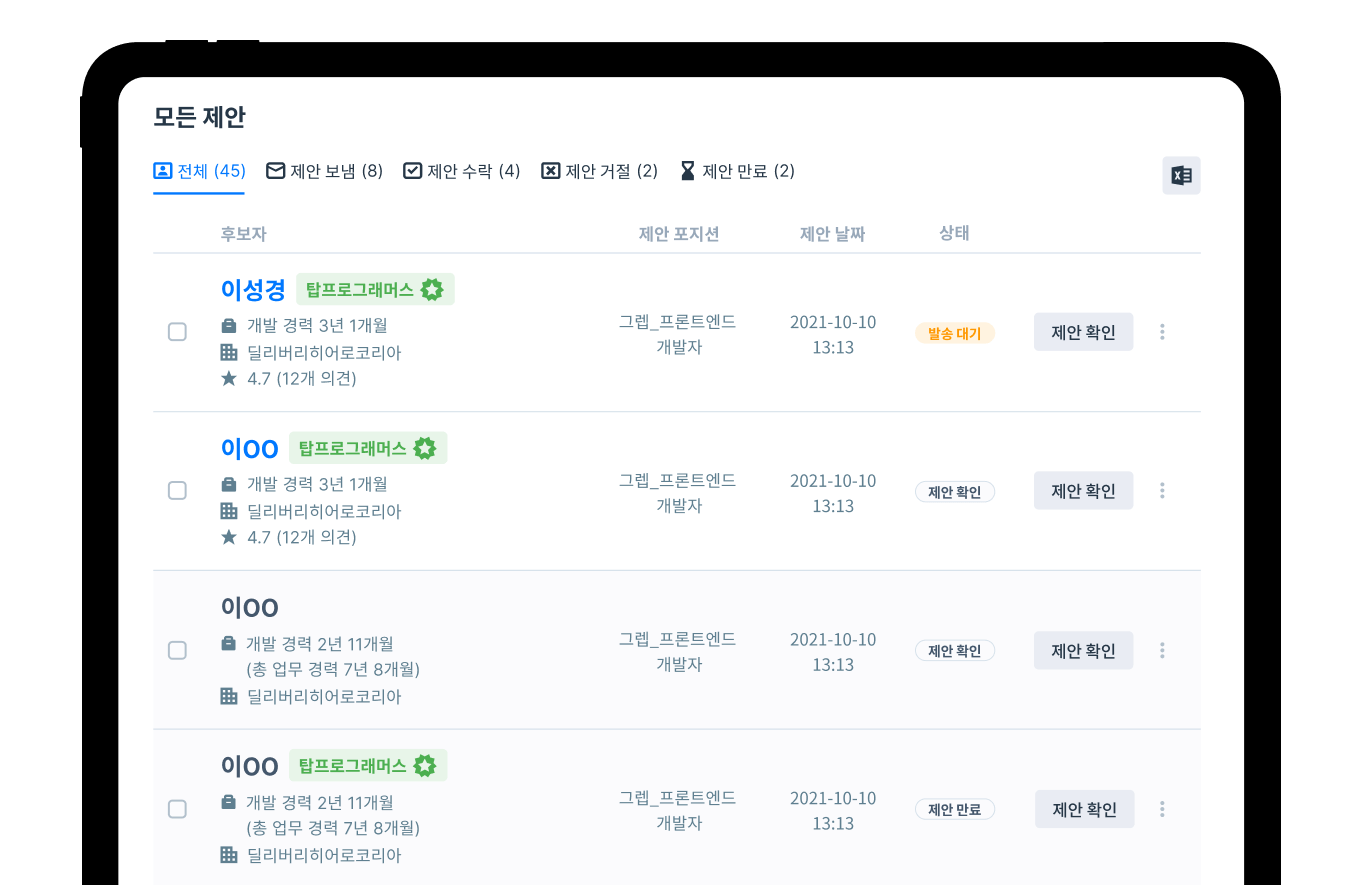 모든 제안
전체 (45) 제안 보냄 (8) 제안 수락 (4) 제안 거절 (2) 제안 만료 (2)
후보자 제안 포지션 제안 날짜 상태
이성경 탑프로그래머스
개발 경력 3년 1개월
딜리버리히어로코리아
4.7 (12개 의견)
그렙_프론트엔드
개발자
2021-10-10
13:13
발송 대기
제안 확인
이OO 탑프로그래머스
개발 경력 3년 1개월
딜리버리히어로코리아
4.7 (12개 의견)
그렙_프론트엔드
개발자
2021-10-10
13:13
제안 확인
제안 확인
이OO
개발 경력 2년 11개월
(총 업무 경력 7년 8개월)
딜리버리히어로코리아
그렙_프론트엔드
개발자
2021-10-10
13:13
제안 확인
제안 확인
이OO 탑프로그래머스
개발 경력 2년 11개월
(총 업무 경력 7년 8개월)
딜리버리히어로코리아
그렙_프론트엔드
개발자
2021-10-10
13:13
제안 만료
제안 확인